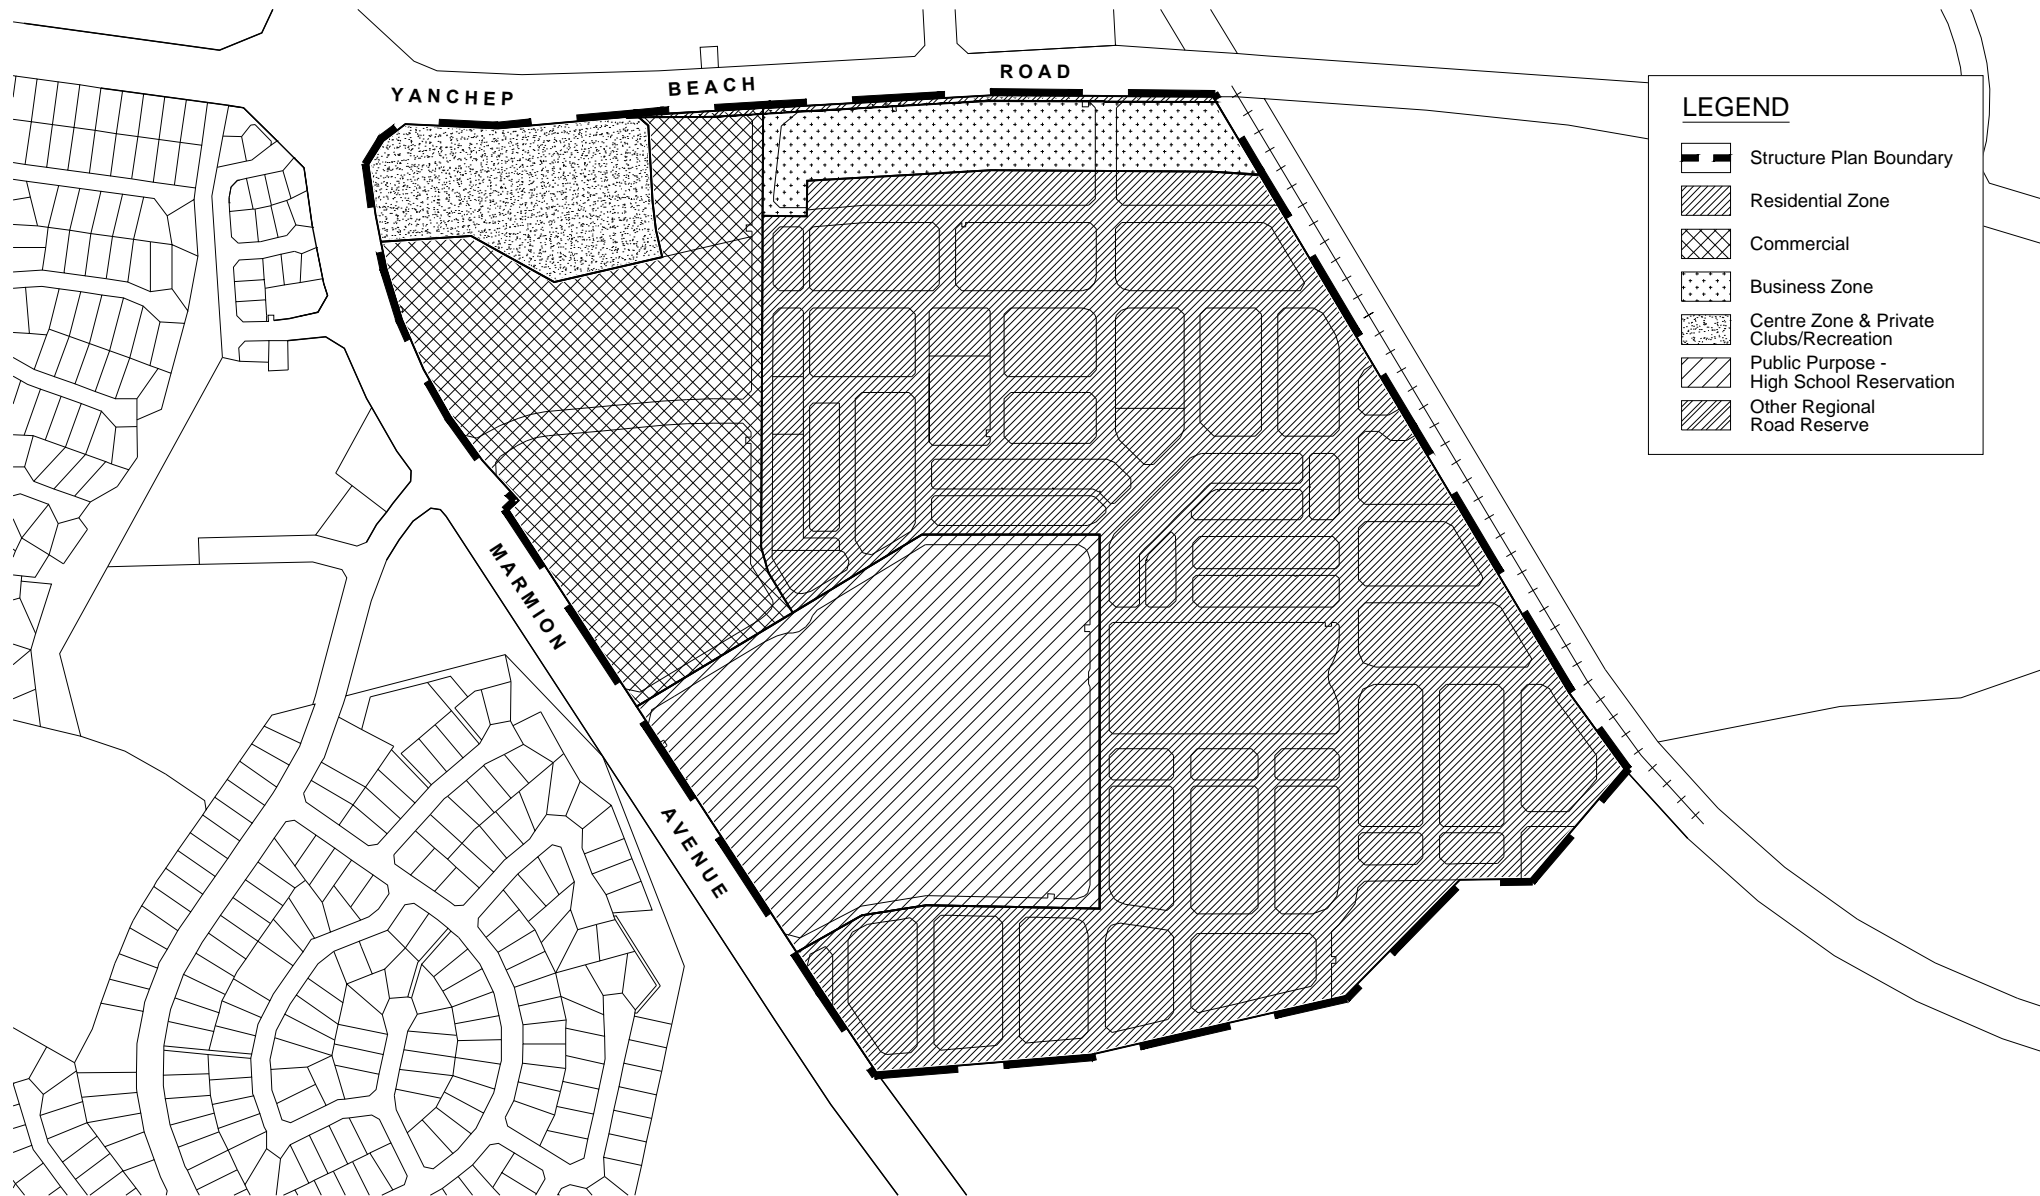 YANCHEP
BEACH
ROAD
MARMION
AVENUE
LEGEND
Structure Plan Boundary
Residential Zone
Commercial
Business Zone
Centre Zone & Private
Clubs/Recreation
Public Purpose -
High School Reservation
Other Regional
Road Reserve